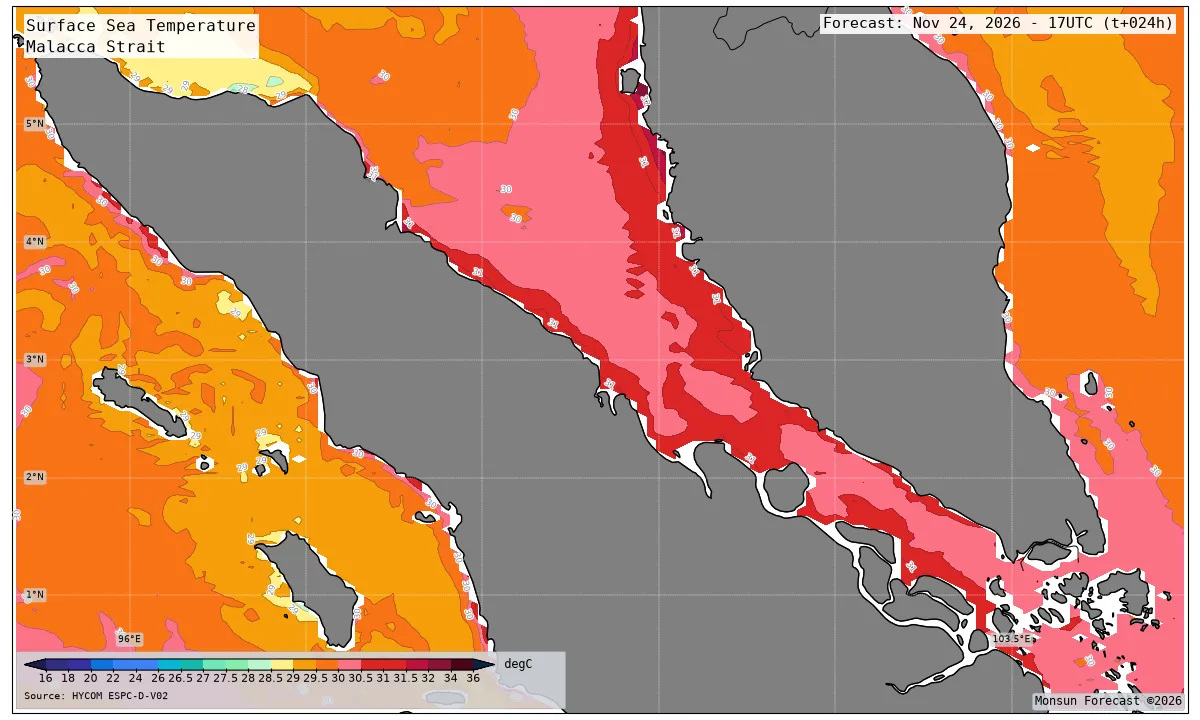 Surface Sea Temperature
Malacca Strait
Forecast: Nov 24, 2026 - 17UTC (t+024h)
5°N
4°N
3°N
2°N
1°N
96°E
103.5°E
degC
16 18 20 22 24 26 26.5 27 27.5 28 28.5 29 29.5 30 30.5 31 31.5 32 34 36
Source: HYCOM ESPC-D-V02
Monsun Forecast ©2026